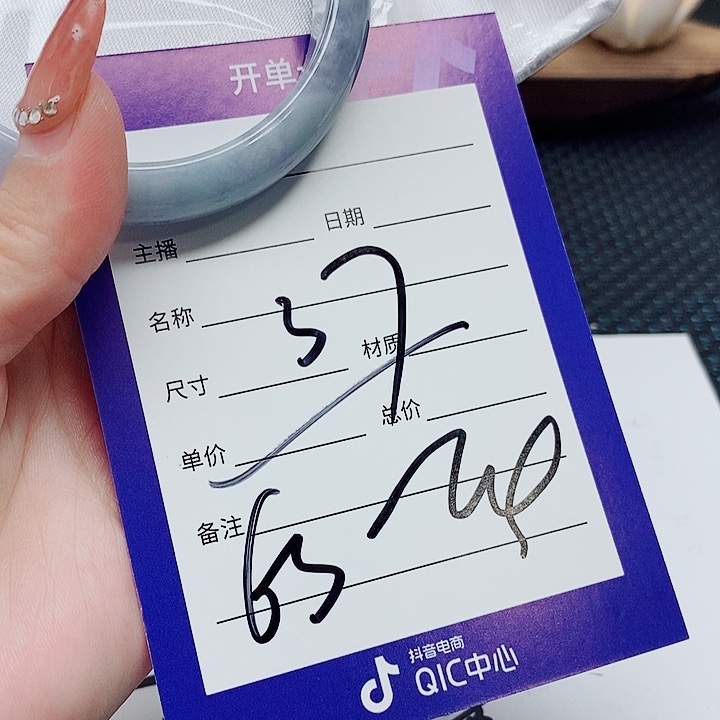 开单
日期
主播
名称
57
尺寸
材质
单价
总价
备注
65
抖音电商
QIC中心